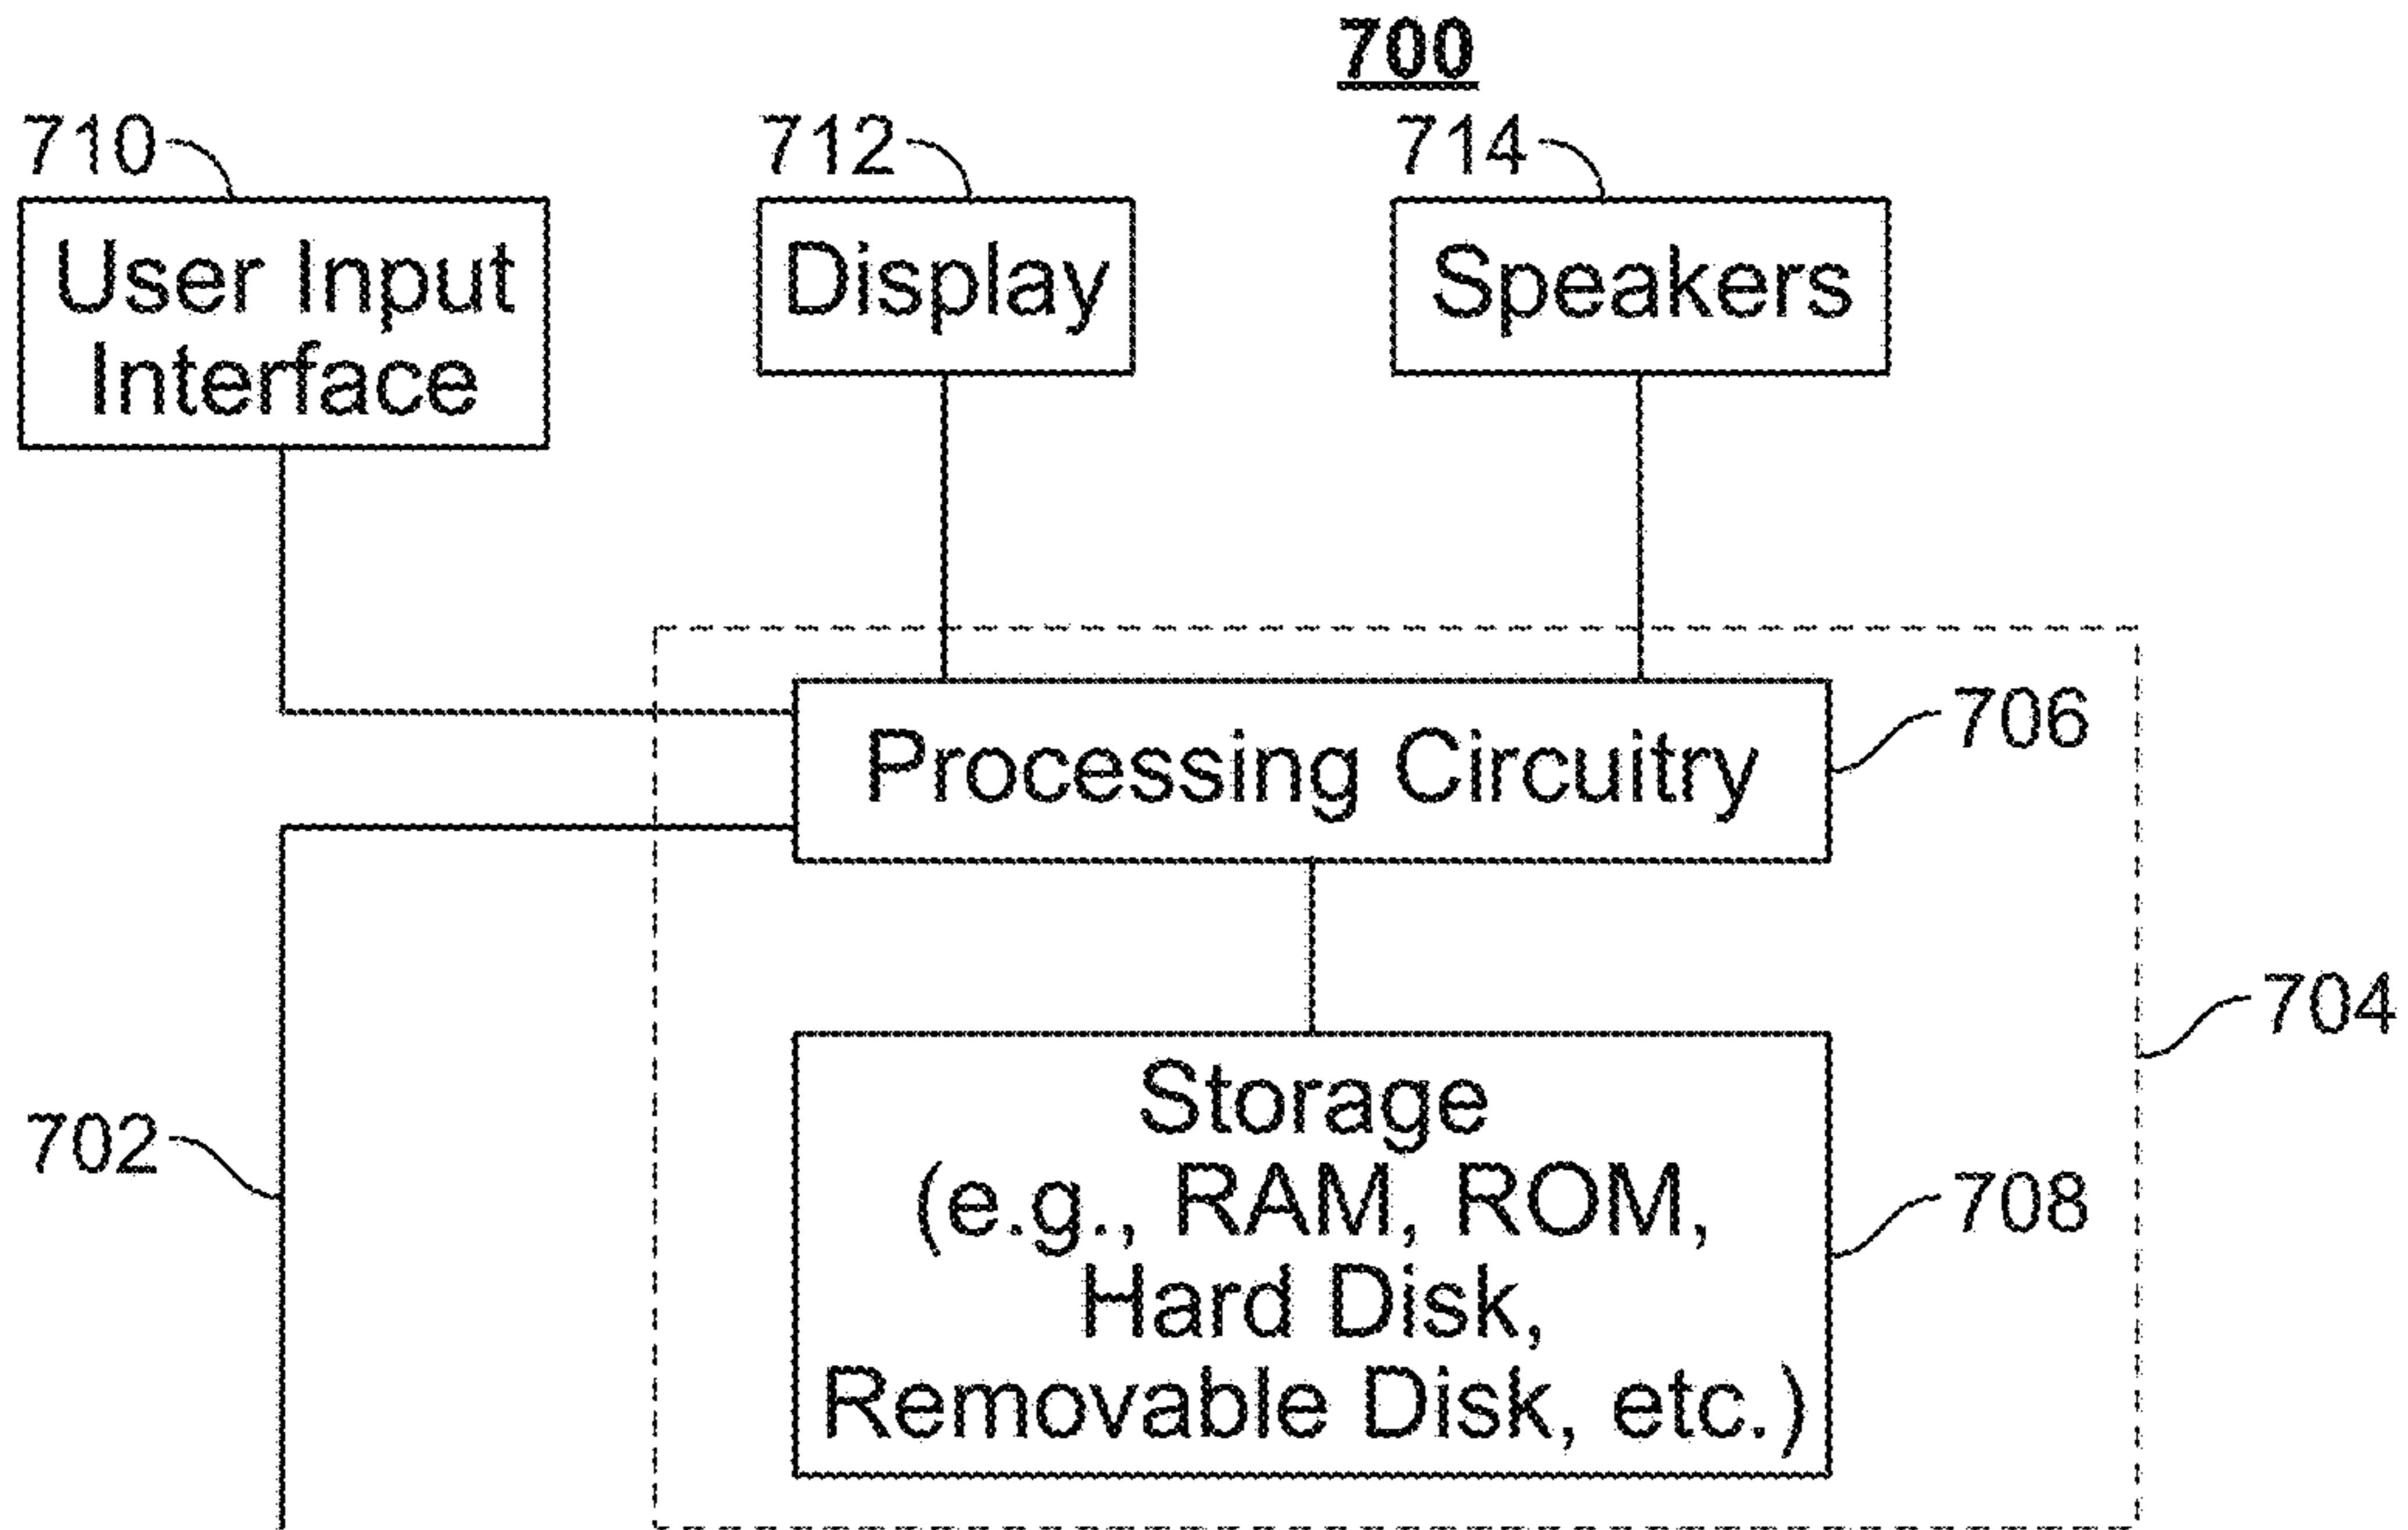 700
710
712
714
User Input
Interface
Display
Speakers
Processing Circuitry
706
704
702
Storage
(e.g., RAM, ROM,
Hard Disk,
Removable Disk, etc.)
708